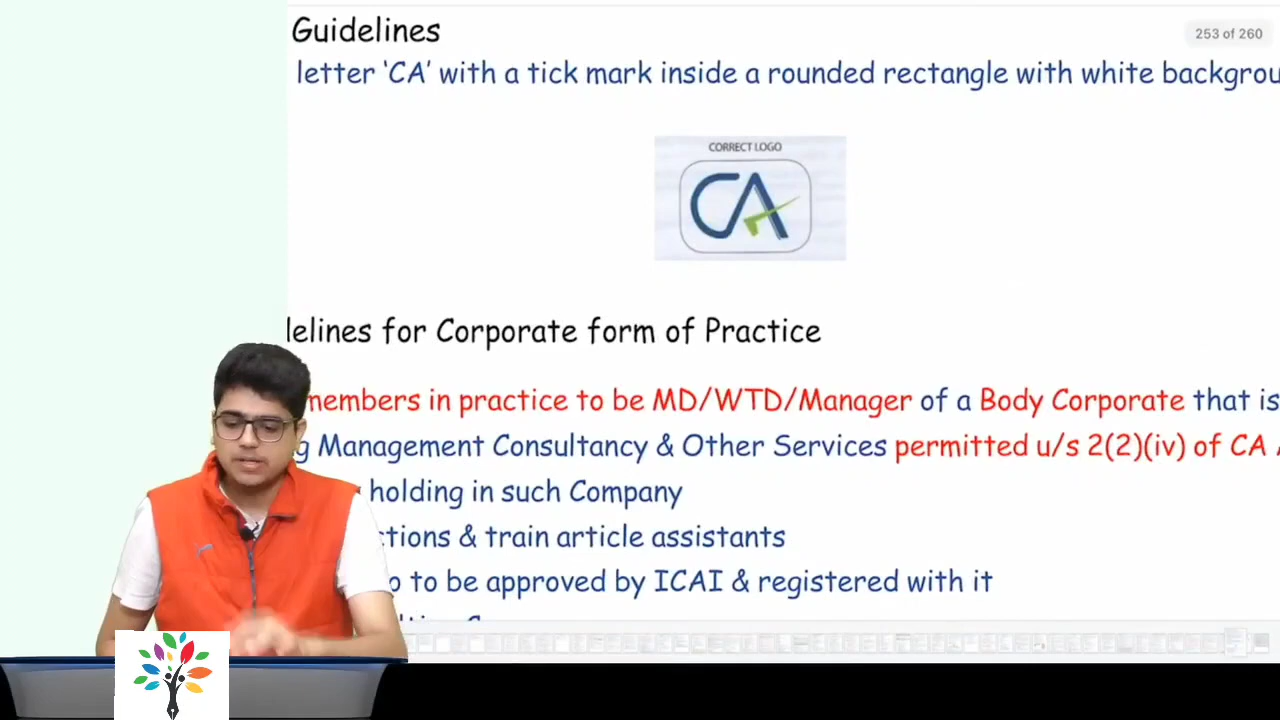 Guidelines
253 of 260
letter ‘CA’ with a tick mark inside a rounded rectangle with white
CORRECT LOGO
CA
for Corporate form of Practice
members in practice to be MD/WTD/Manager of a Body Corporate that is
Management Consultancy & Other Services permitted u/s 2(2)(iv) of CA
holding in such Company
& train article assistants
to be approved by ICAI & registered with it